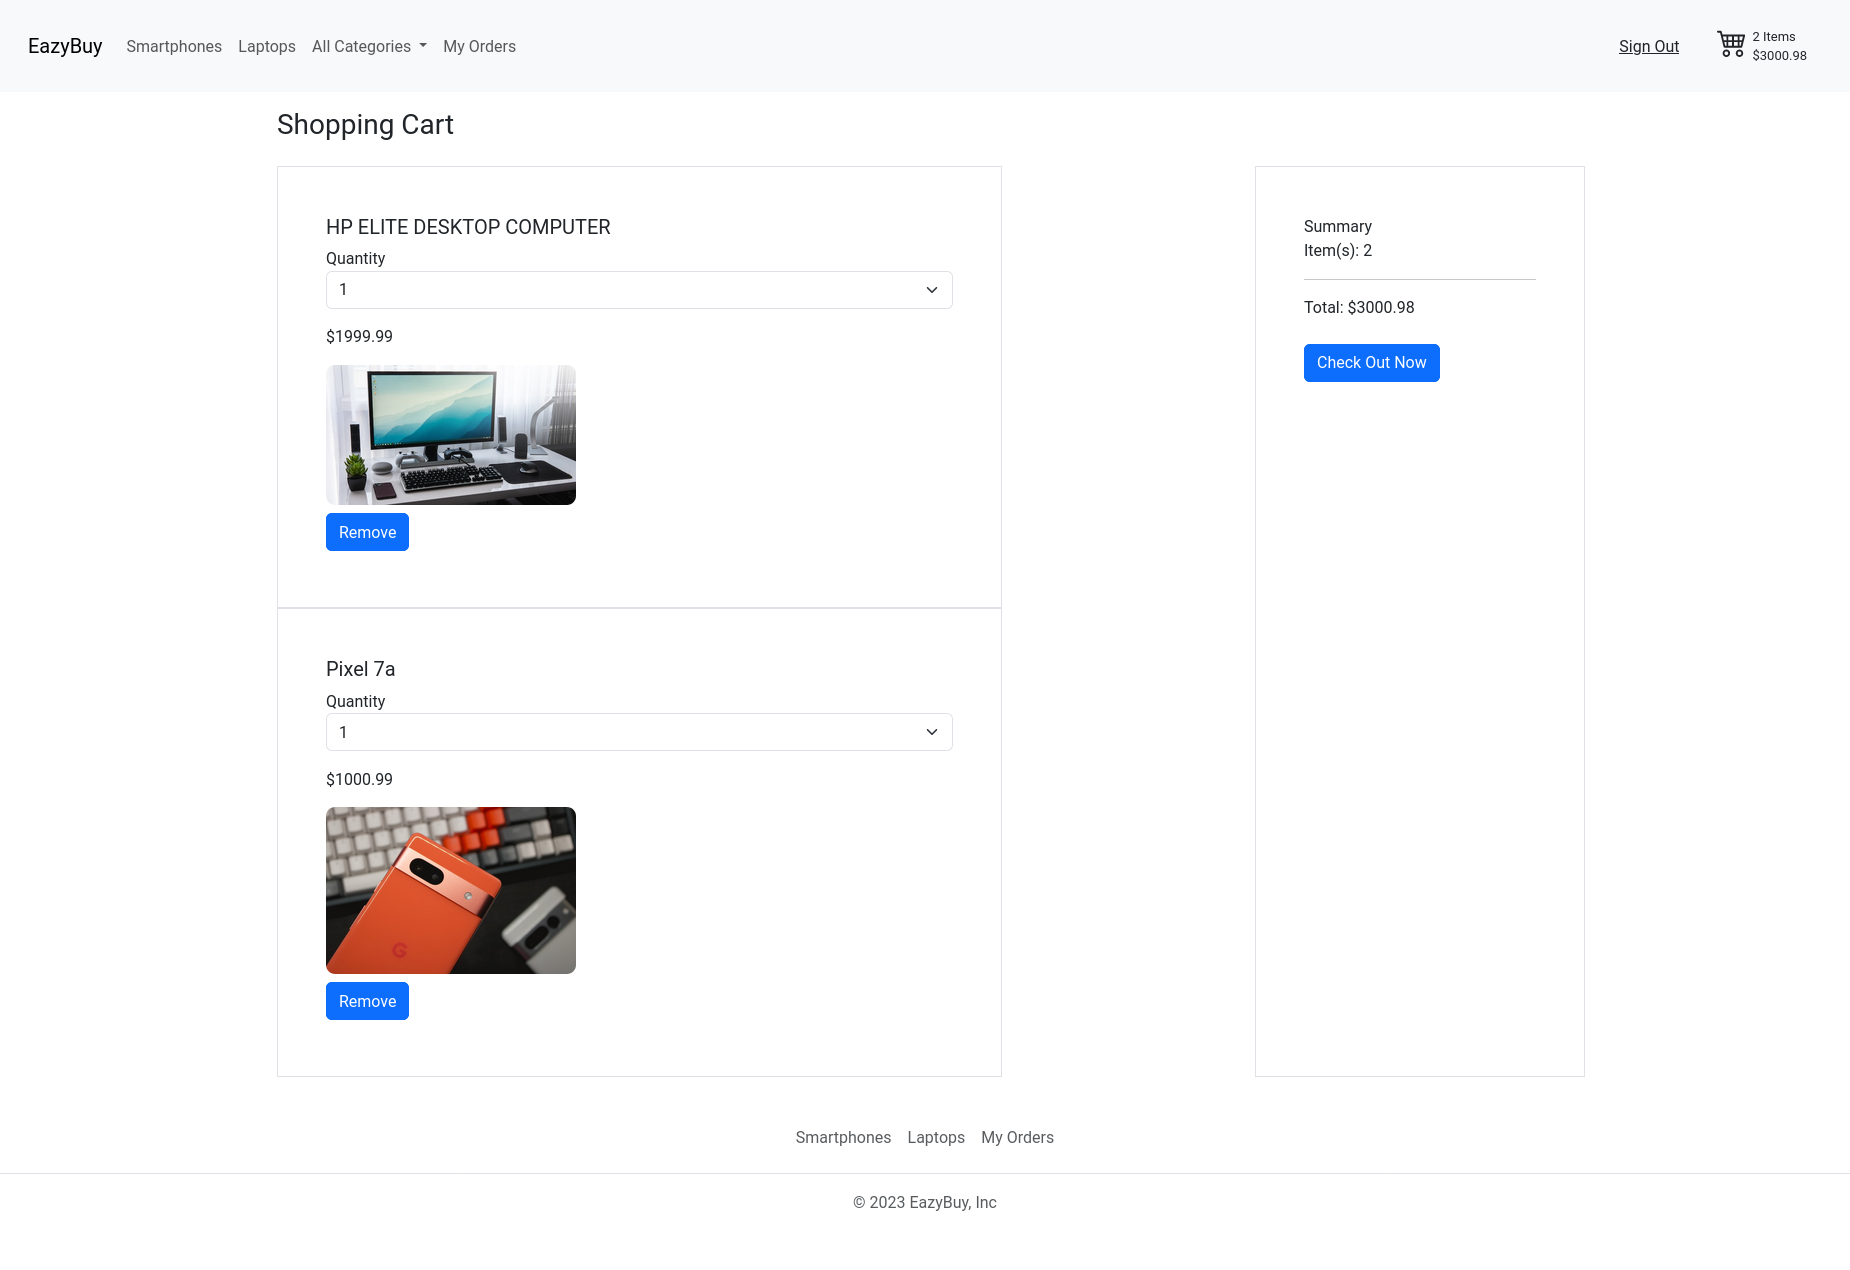 EazyBuy
Smartphones
Laptops
All Categories
My Orders
Sign Out
2 Items
$3000.98
Shopping Cart
HP ELITE DESKTOP COMPUTER
Quantity
1
$1999.99
Remove
Pixel 7a
Quantity
1
$1000.99
G
Remove
Summary
Item(s): 2
Total: $3000.98
Check Out Now
Smartphones
Laptops
My Orders
© 2023 EazyBuy, Inc